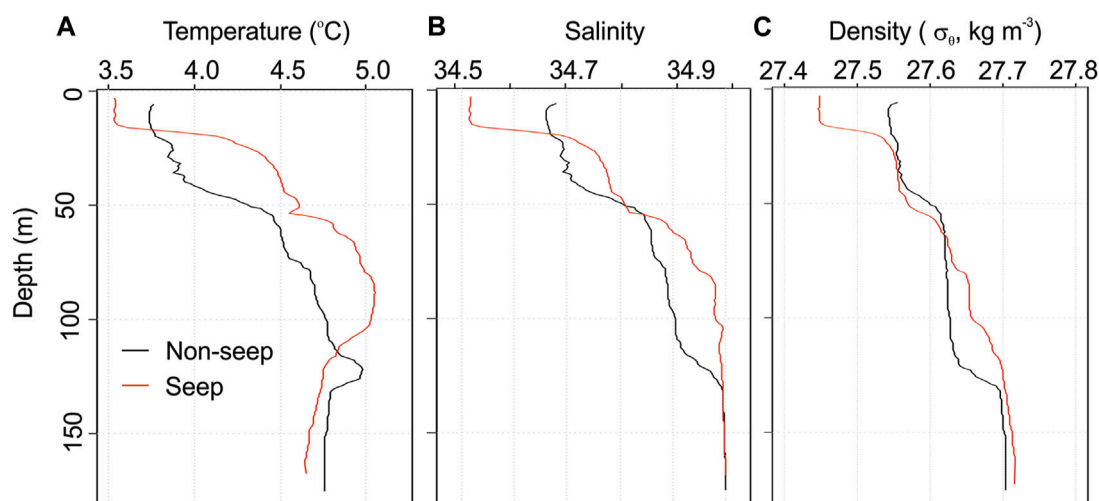 A Temperature (°C)
3.5 4.0 4.5 5.0
B Salinity
34.5 34.7 34.9
C Density ( σθ, kg m-3)
27.4 27.5 27.6 27.7 27.8
Depth (m)
0
50
100
150
Non-seep
Seep